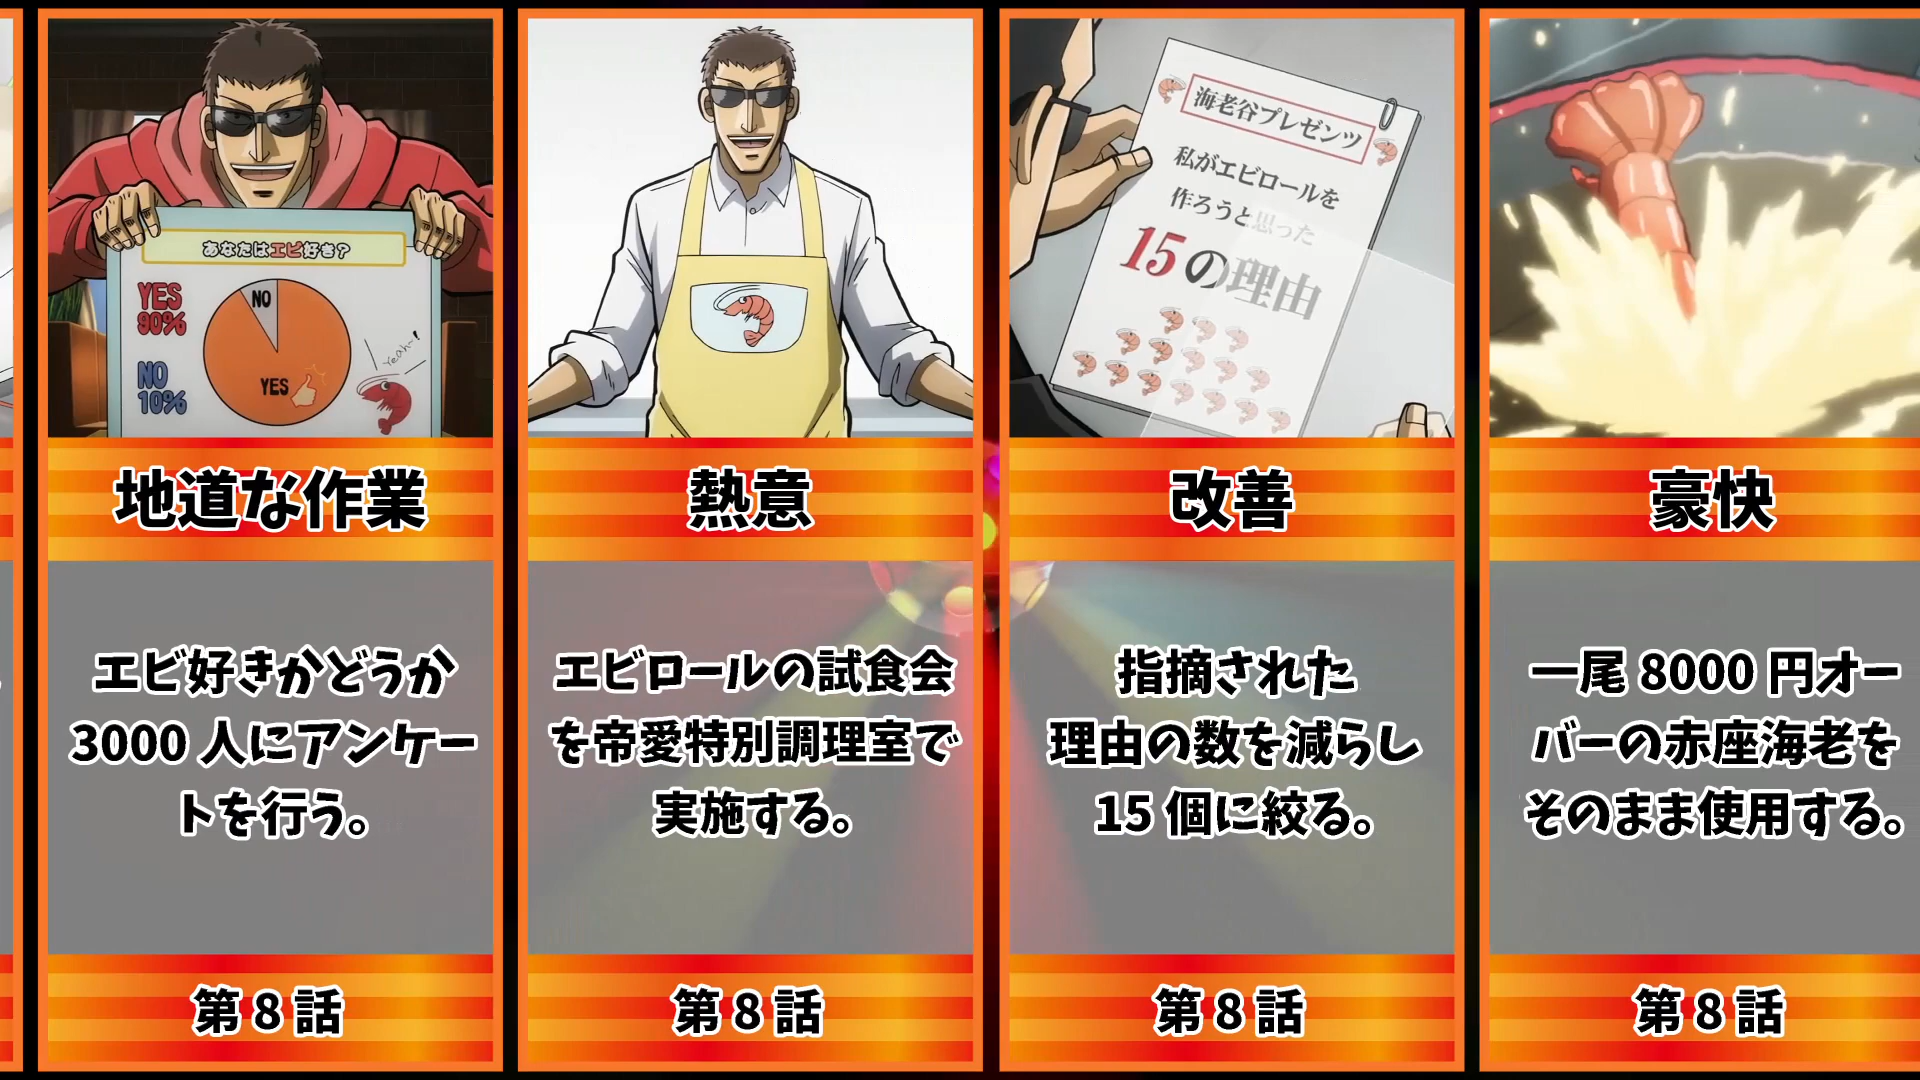 あなたはエビ好き?
YES
90%
NO
10%
NO
YES
Yeah~!
地道な作業
エビ好きかどうか
3000人にアンケー
トを行う。
第8話
熱意
エビロールの試食会
を帝愛特別調理室で
実施する。
第8話
海老谷プレゼンツ
私がエビロールを
作ろうと思った
15の理由
改善
指摘された
理由の数を減らし
15個に絞る。
第8話
豪快
一尾8000円オー
バーの赤座海老を
そのまま使用する。
第8話